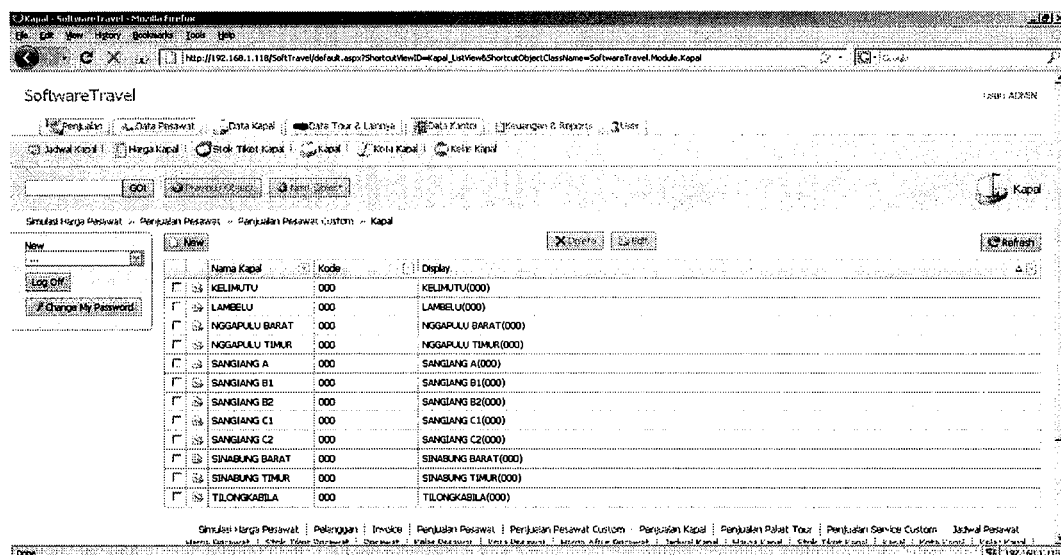 Kapal - SoftwareTravel - Mozilla Firefox
File Edit View History Bookmarks Tools Help
http://192.168.1.118/SoftTravel/default.aspx?ShortcutViewID=Kapal_ListView&ShortcutObjectClassName=SoftwareTravel.Module.Kapal
Google
SoftwareTravel
User: ADMIN
Penjualan Data Pesawat Data Kapal Data Tour & Lainnya Data Kantor Keuangan & Reports User
Jadwal Kapal Harga Kapal Stok Tiket Kapal Kapal Kota Kapal Kelas Kapal
GO! Previous Object Next Object Kapal
Simulasi Harga Pesawat » Penjualan Pesawat » Penjualan Pesawat Custom » Kapal
New
...
Log Off
Change My Password
New Delete Edit Refresh
Nama Kapal Kode Display
KELIMUTU 000 KELIMUTU(000)
LAMBELU 000 LAMBELU(000)
NGGAPULU BARAT 000 NGGAPULU BARAT(000)
NGGAPULU TIMUR 000 NGGAPULU TIMUR(000)
SANGIANG A 000 SANGIANG A(000)
SANGIANG B1 000 SANGIANG B1(000)
SANGIANG B2 000 SANGIANG B2(000)
SANGIANG C1 000 SANGIANG C1(000)
SANGIANG C2 000 SANGIANG C2(000)
SINABUNG BARAT 000 SINABUNG BARAT(000)
SINABUNG TIMUR 000 SINABUNG TIMUR(000)
TILONGKABILA 000 TILONGKABILA(000)
Simulasi Harga Pesawat Pelanggan Invoice Penjualan Pesawat Penjualan Pesawat Custom Penjualan Kapal Penjualan Paket Tour Penjualan Service Custom Jadwal Pesawat
Done